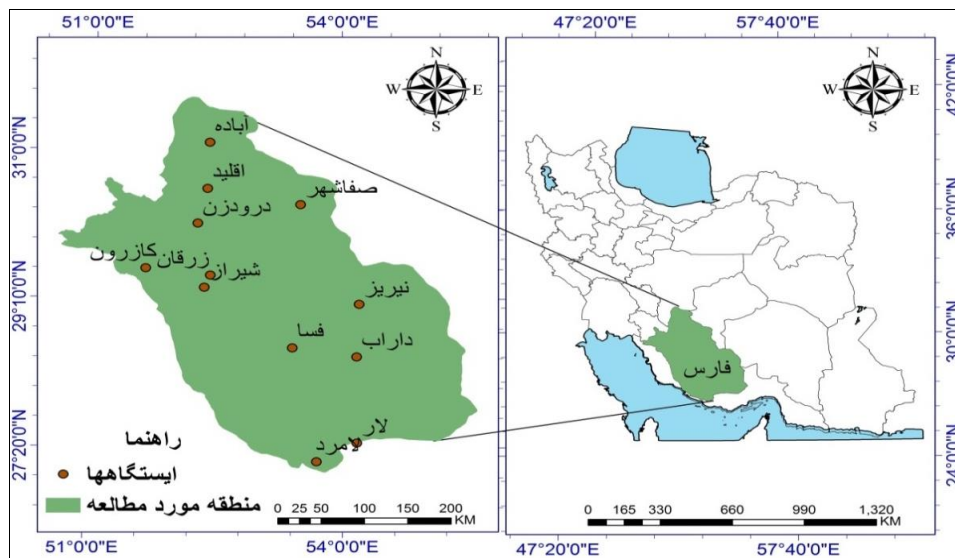 51°0'0"E
54°0'0"E
47°20'0"E
57°40'0"E
N
W
E
S
N
W
E
S
31°0'0"N
29°10'0"N
27°20'0"N
آباده
اقلید
صفاشهر
درودزن
کازرون
زرقان
شیراز
نیریز
فسا
داراب
لار
لامرد
راهنما
ایستگاهها
منطقه مورد مطالعه
0 25 50 100 150 200
KM
51°0'0"E
54°0'0"E
42°0'0"N
36°0'0"N
30°0'0"N
24°0'0"N
فارس
0 165 330 660 990 1,320
KM
47°20'0"E
57°40'0"E